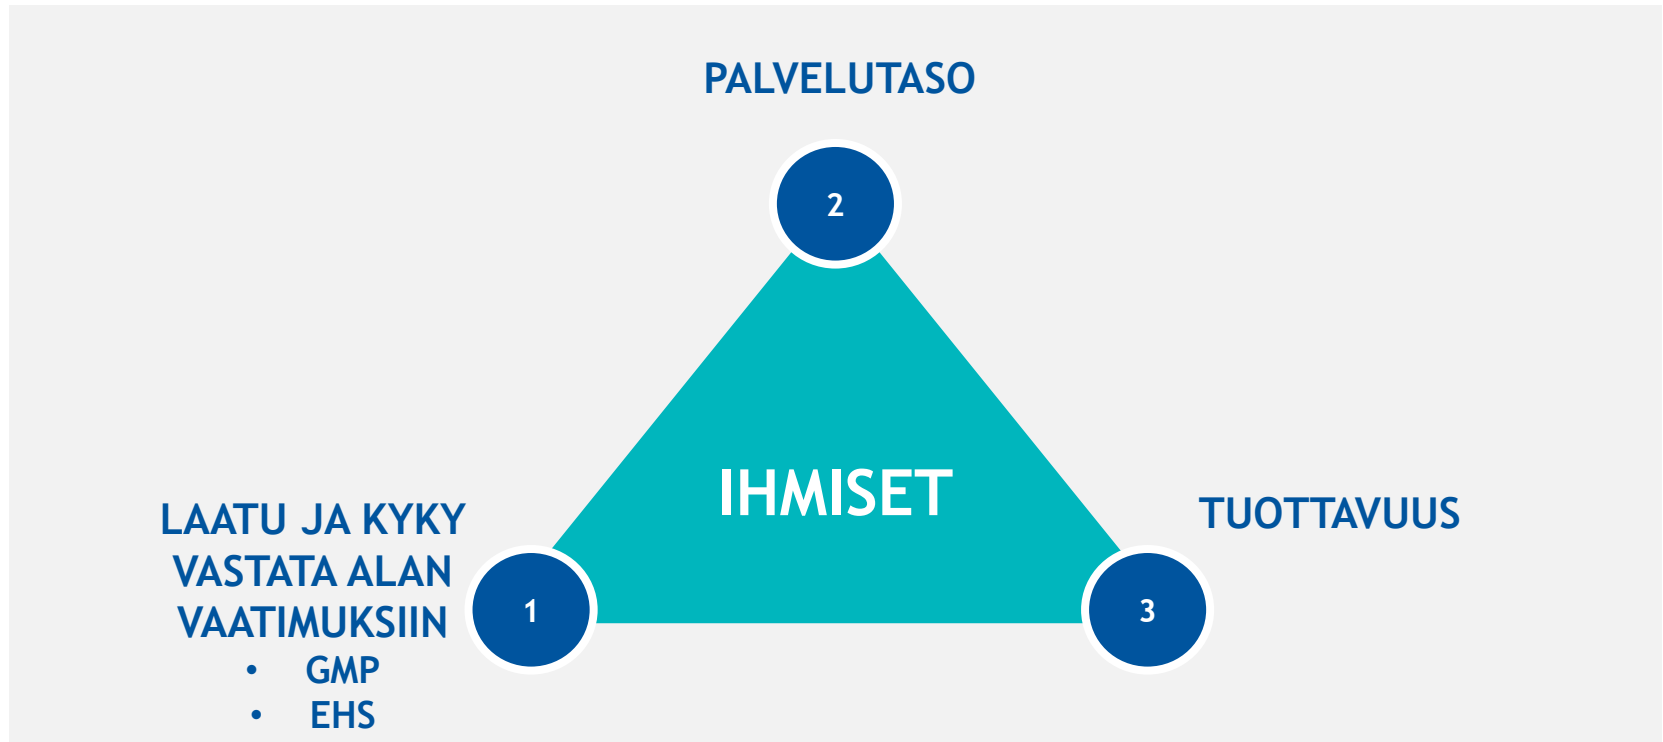 PALVELUTASO
2
IHMISET
LAATU JA KYKY
VASTATA ALAN
VAATIMUKSIIN
• GMP
• EHS
1
TUOTTAVUUS
3